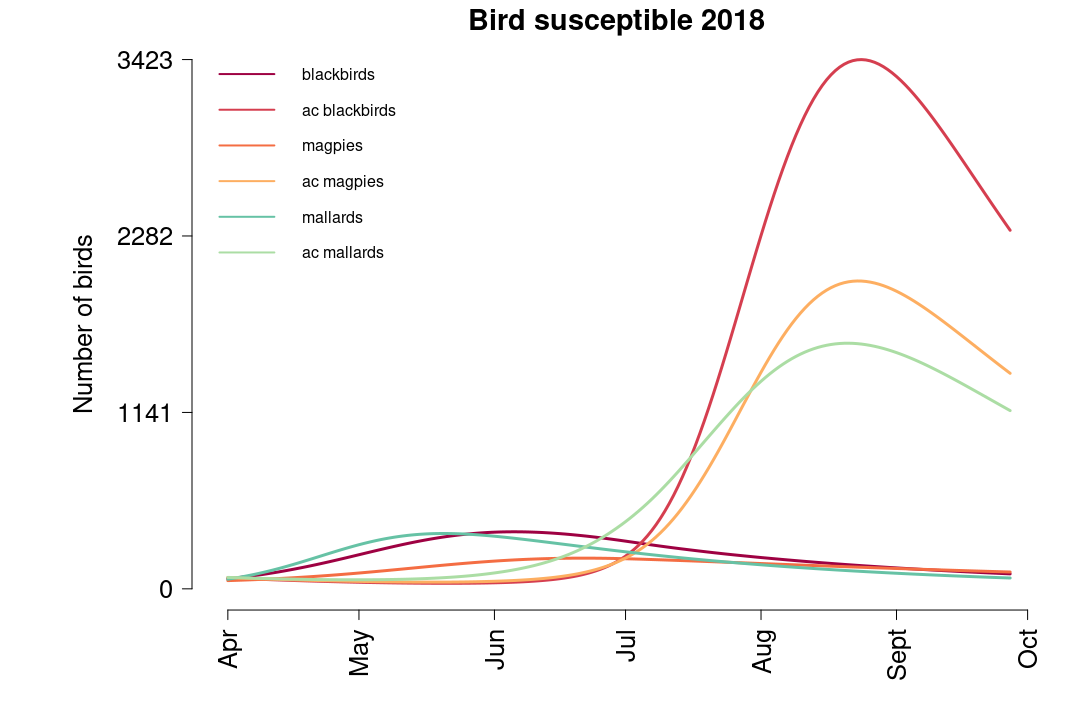 Bird susceptible 2018
Number of birds
3423
2282
1141
0
blackbirds
ac blackbirds
magpies
ac magpies
mallards
ac mallards
Apr
May
Jun
Jul
Aug
Sept
Oct